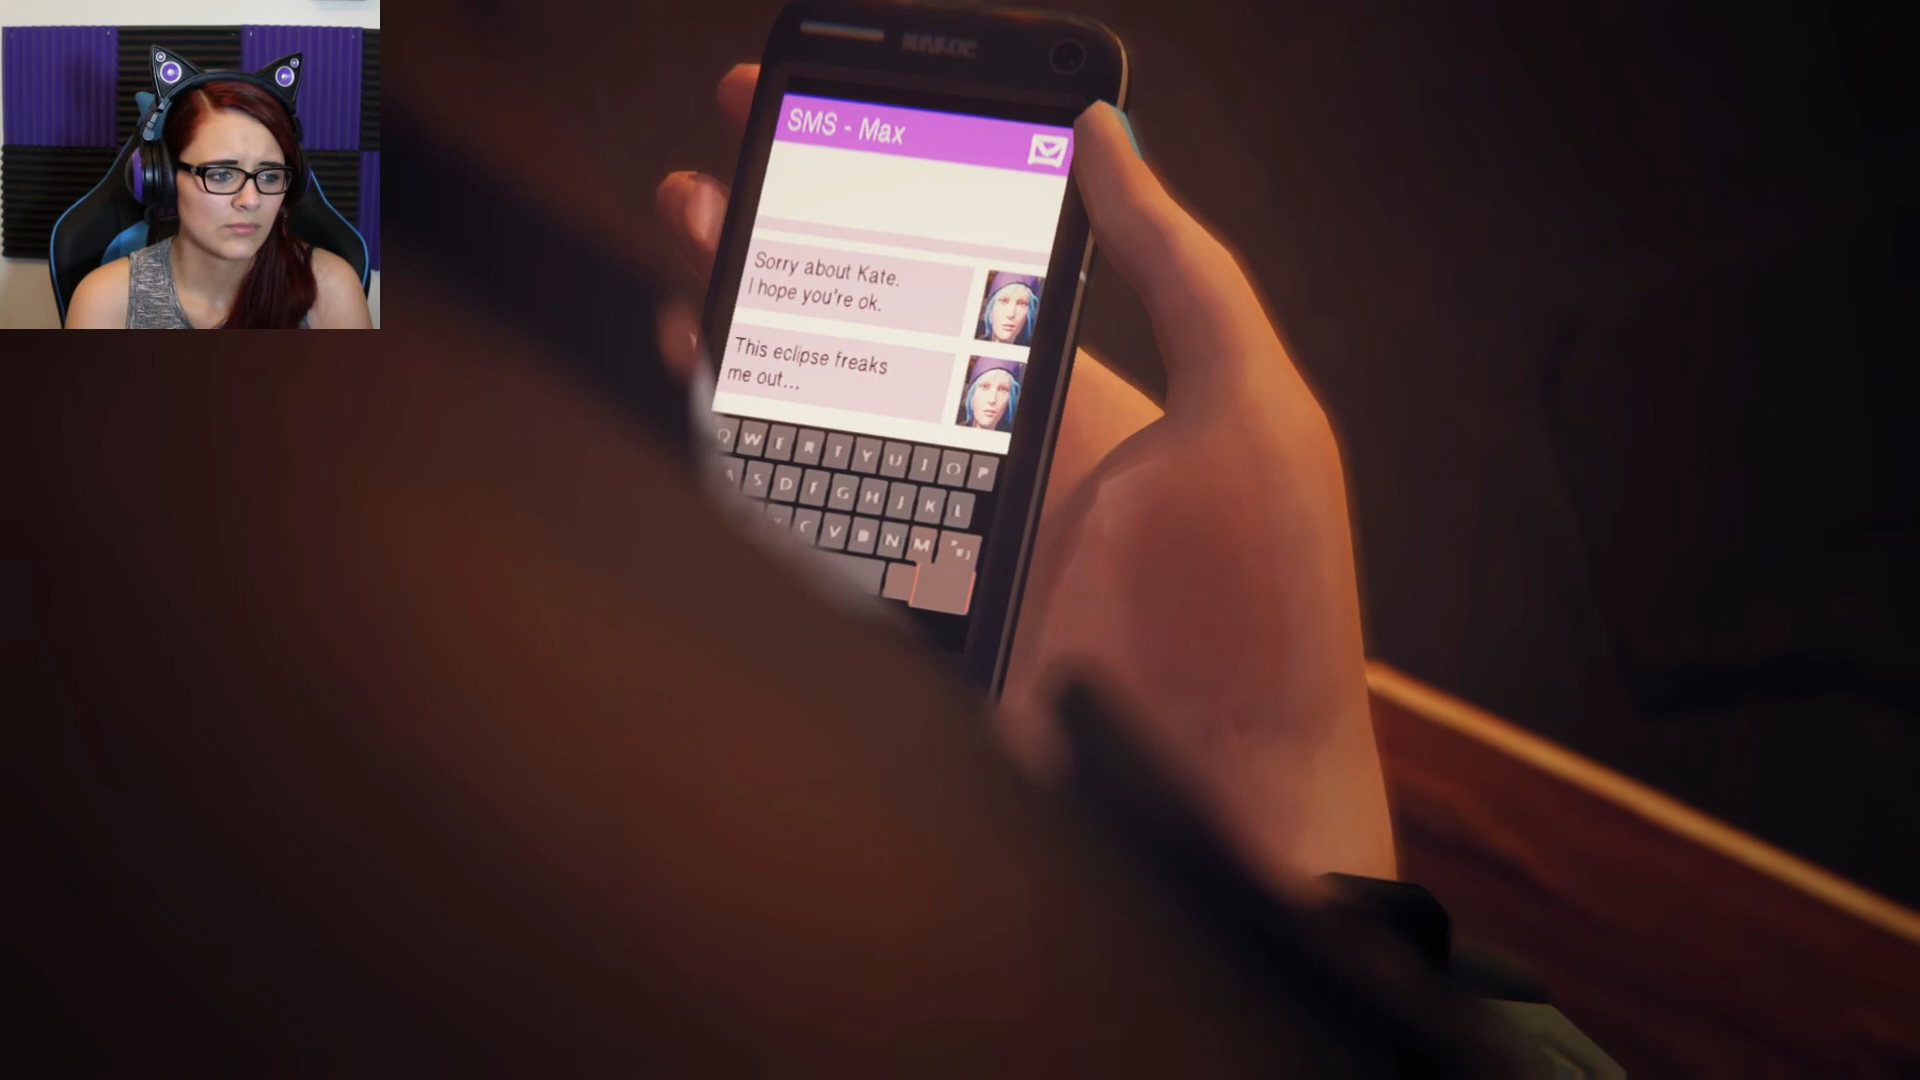 SMS - Max
Sorry about Kate.
I hope you're ok.
This eclipse freaks
me out...
Q W E R T Y U I O P
A S D F G H J K L
C V B N M